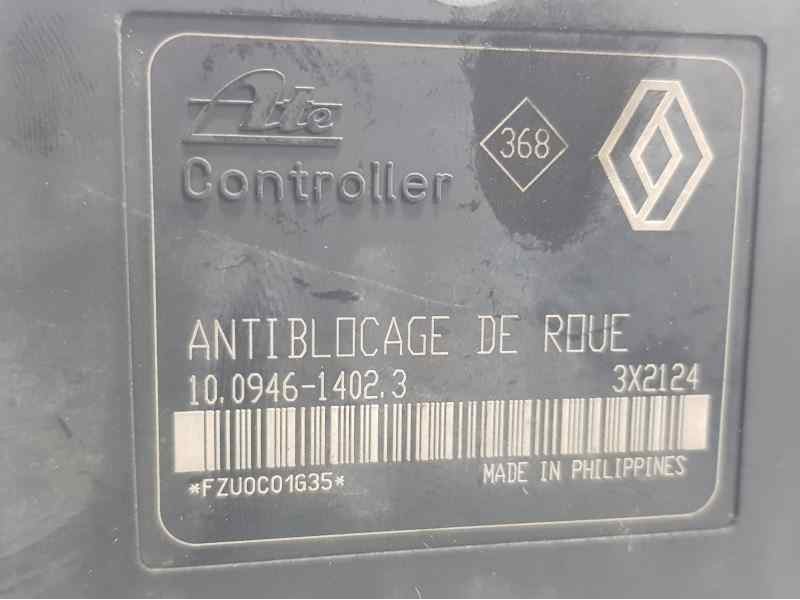 Ate
Controller
368
ANTIBLOCAGE DE ROUE
10.0946-1402.3 3X2124
*FZU0C01G35*
MADE IN PHILIPPINES